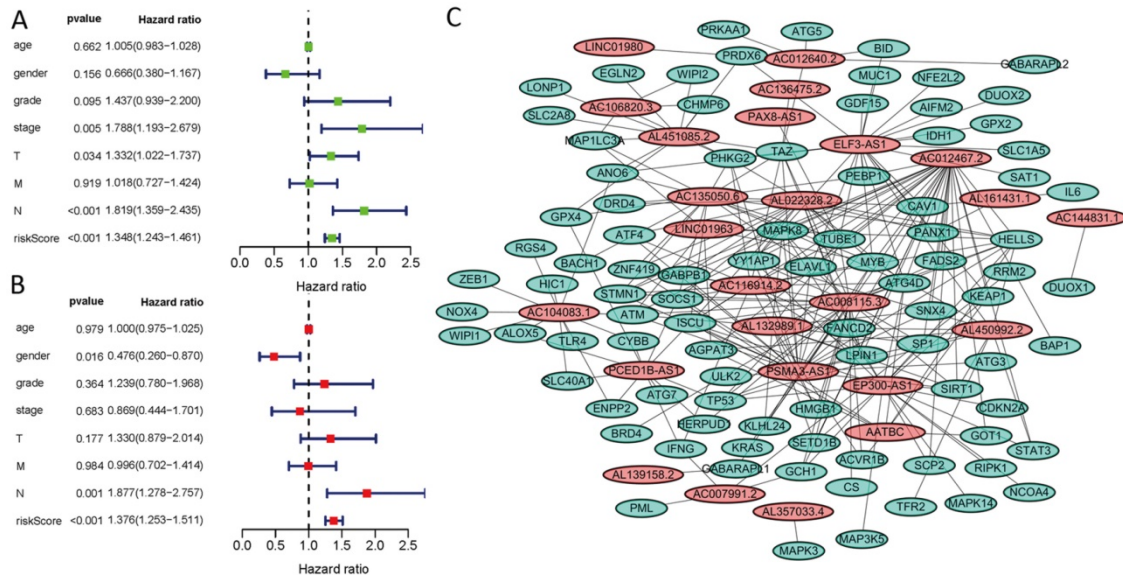 A
pvalue Hazard ratio
age 0.662 1.005(0.983−1.028)
gender 0.156 0.666(0.380−1.167)
grade 0.095 1.437(0.939−2.200)
stage 0.005 1.788(1.193−2.679)
T 0.034 1.332(1.022−1.737)
M 0.919 1.018(0.727−1.424)
N <0.001 1.819(1.359−2.435)
riskScore <0.001 1.348(1.243−1.461)
0.0 0.5 1.0 1.5 2.0 2.5
Hazard ratio
B
pvalue Hazard ratio
age 0.979 1.000(0.975−1.025)
gender 0.016 0.476(0.260−0.870)
grade 0.364 1.239(0.780−1.968)
stage 0.683 0.869(0.444−1.701)
T 0.177 1.330(0.879−2.014)
M 0.984 0.996(0.702−1.414)
N 0.001 1.877(1.278−2.757)
riskScore <0.001 1.376(1.253−1.511)
0.0 0.5 1.0 1.5 2.0 2.5
Hazard ratio
C
PRKAA1
ATG5
LINC01980
PRDX6
AC012640.2
BID
GABARAPL2
EGLN2
WIPI2
AC136475.2
MUC1
NFE2L2
LONP1
AC106820.3
CHMP6
GDF15
AIFM2
DUOX2
SLC2A8
PAX8-AS1
GPX2
MAP1LC3A
AL451085.2
TAZ
ELF3-AS1
IDH1
SLC1A5
PHKG2
AC012467.2
ANO6
PEBP1
SAT1
DRD4
AC135050.6
AL022328.2
CAV1
AL161431.1
IL6
GPX4
AC144831.1
ATF4
LINC01963
MAPK8
TUBE1
PANX1
HELLS
RGS4
BACH1
ZNF419
GABPB1
YY1AP1
ELAVL1
MYB
FADS2
RRM2
ZEB1
HIC1
STMN1
SOCS1
AC116914.2
ATG4D
KEAP1
DUOX1
NOX4
AC104083.1
ATM
AC008115.3
SNX4
WIPI1
ALOX5
TLR4
CYBB
ISCU
AL132989.1
FANCD2
SP1
AL450992.2
BAP1
SLC40A1
PCED1B-AS1
AGPAT3
LPIN1
ATG3
ULK2
PSMA3-AS1
EP300-AS1
SIRT1
ENPP2
ATG7
TP53
HMGB1
CDKN2A
BRD4
HERPUD1
KLHL24
AATBC
GOT1
STAT3
IFNG
KRAS
SETD1B
AL139158.2
GABARAPL1
GCH1
ACVR1B
SCP2
RIPK1
NCOA4
AC007991.2
CS
PML
AL357033.4
TFR2
MAPK14
MAP3K5
MAPK3